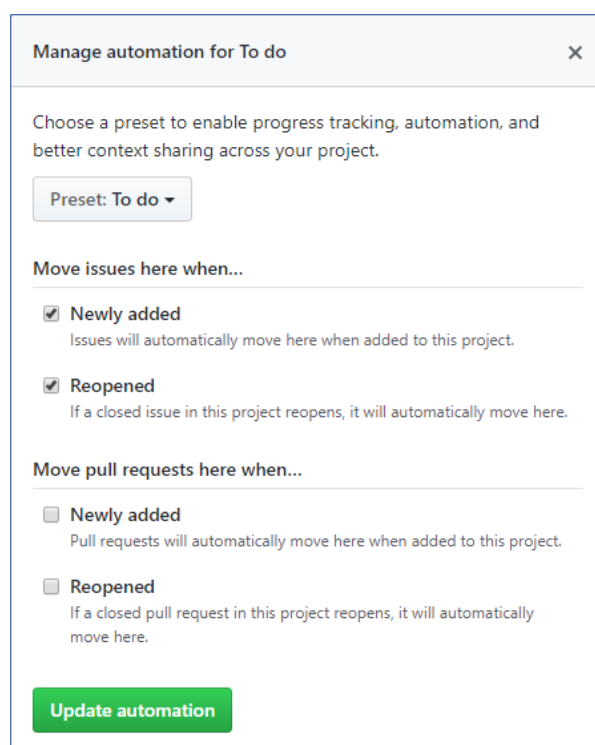 Manage automation for To do
Choose a preset to enable progress tracking, automation, and
better context sharing across your project.
Preset: To do
Move issues here when...
Newly added
Issues will automatically move here when added to this project.
Reopened
If a closed issue in this project reopens, it will automatically move here.
Move pull requests here when...
Newly added
Pull requests will automatically move here when added to this project.
Reopened
If a closed pull request in this project reopens, it will automatically
move here.
Update automation